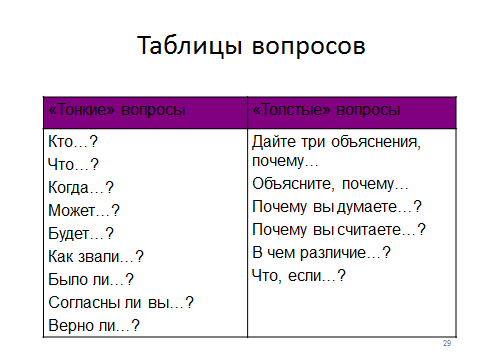 Таблицы вопросов
«Тонкие» вопросы
«Толстые» вопросы
Кто…?
Что…?
Когда…?
Может…?
Будет…?
Как звали…?
Было ли…?
Согласны ли вы…?
Верно ли…?
Дайте три объяснения,
почему…
Объясните, почему…
Почему вы думаете…?
Почему вы считаете…?
В чем различие…?
Что, если…?
29